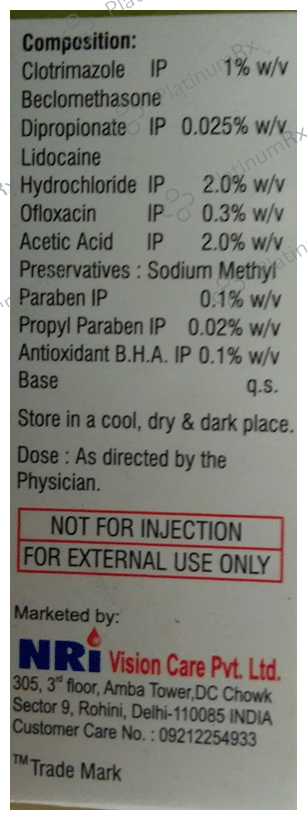 Composition:
Clotrimazole IP 1% w/v
Beclomethasone
Dipropionate IP 0.025% w/v
Lidocaine
Hydrochloride IP 2.0% w/v
Ofloxacin IP 0.3% w/v
Acetic Acid IP 2.0% w/v
Preservatives : Sodium Methyl
Paraben IP 0.1% w/v
Propyl Paraben IP 0.02% w/v
Antioxidant B.H.A. IP 0.1% w/v
Base q.s.
Store in a cool, dry & dark place.
Dose : As directed by the
Physician.
NOT FOR INJECTION
FOR EXTERNAL USE ONLY
Marketed by:
NRi Vision Care Pvt. Ltd.
305, 3rd floor, Amba Tower,DC Chowk
Sector 9, Rohini, Delhi-110085 INDIA
Customer Care No. : 09212254933
™Trade Mark
PlatinumRx
PlatinumRx